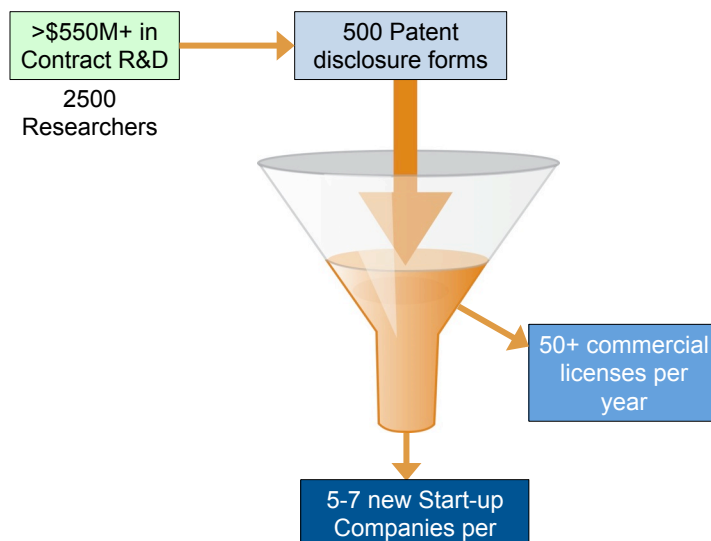 >$550M+ in
Contract R&D
2500
Researchers
500 Patent
disclosure forms
50+ commercial
licenses per
year
5-7 new Start-up
Companies per